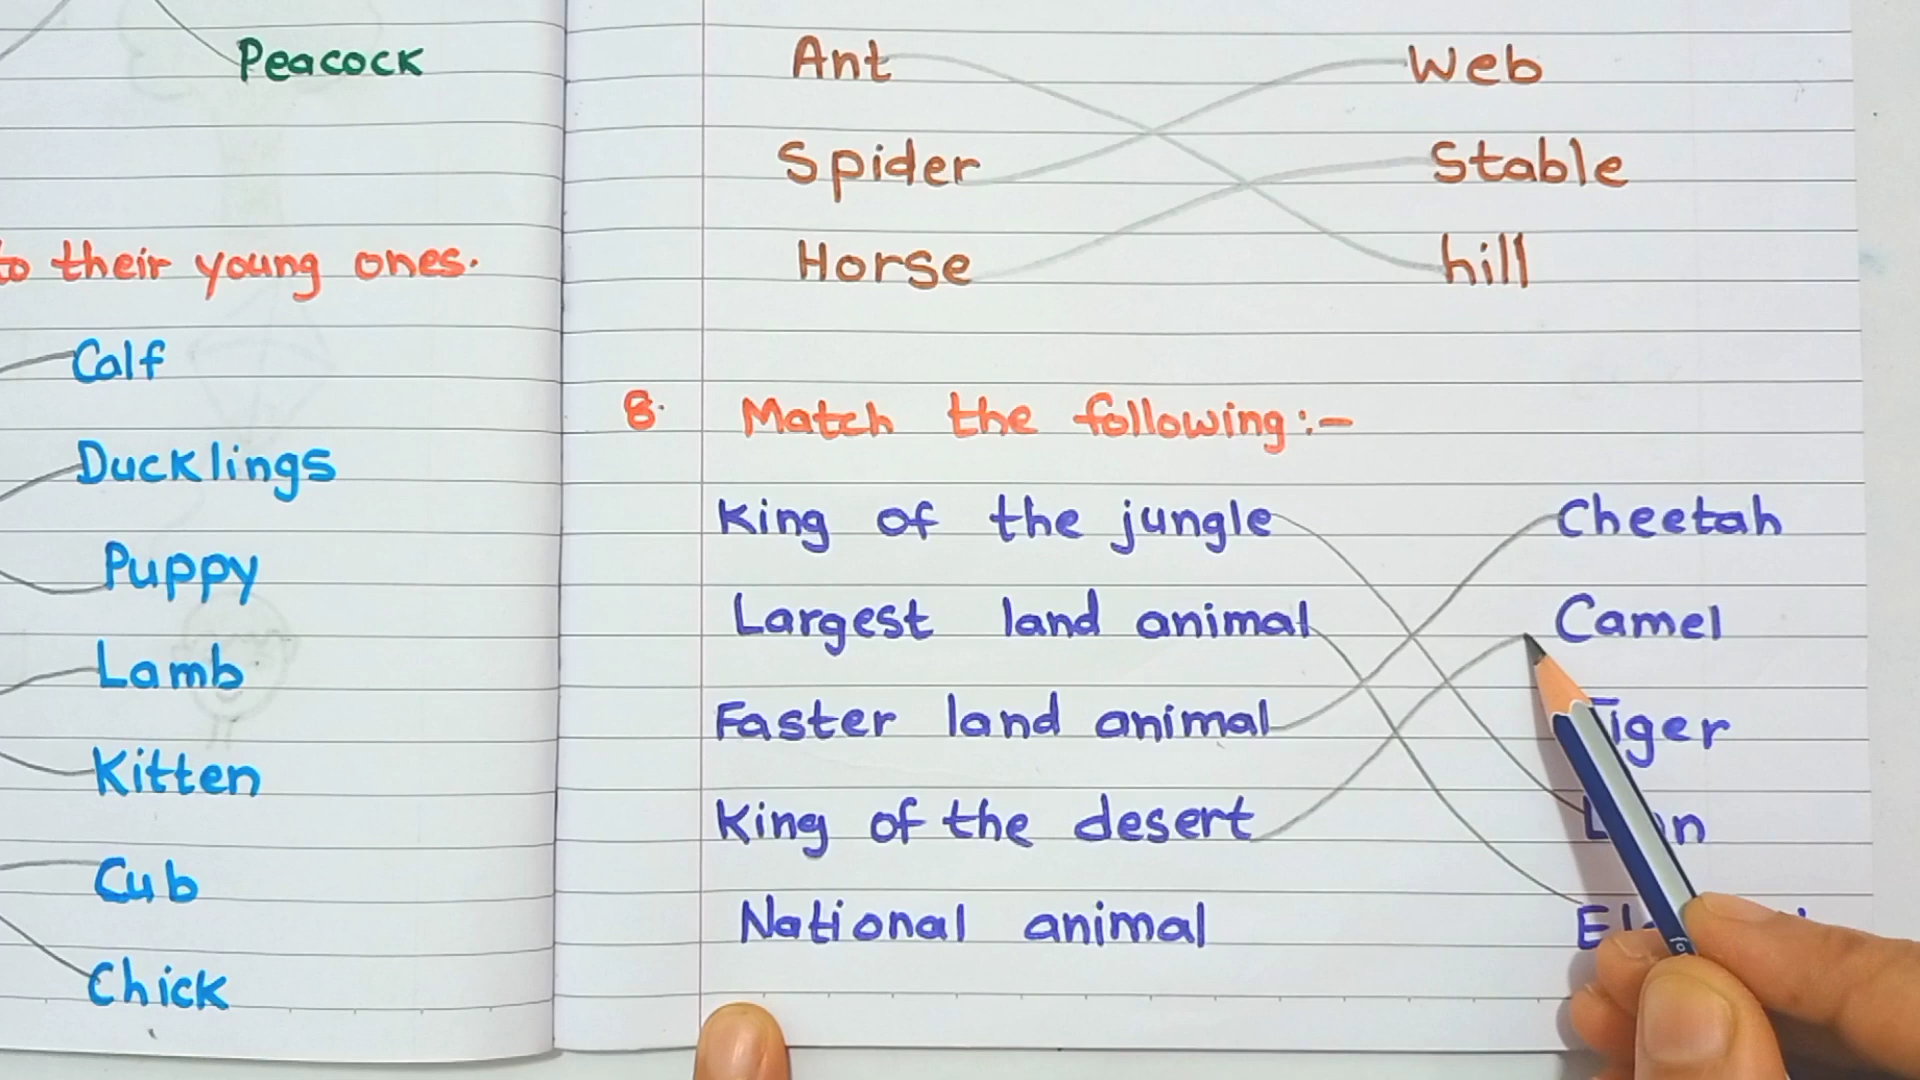 Peacock
to their young ones.
Calf
Ducklings
Puppy
Lamb
Kitten
Cub
Chick
Ant Web
Spider Stable
Horse hill
8. Match the following:-
King of the jungle Cheetah
Largest land animal Camel
Faster land animal Tiger
King of the desert Lion
National animal